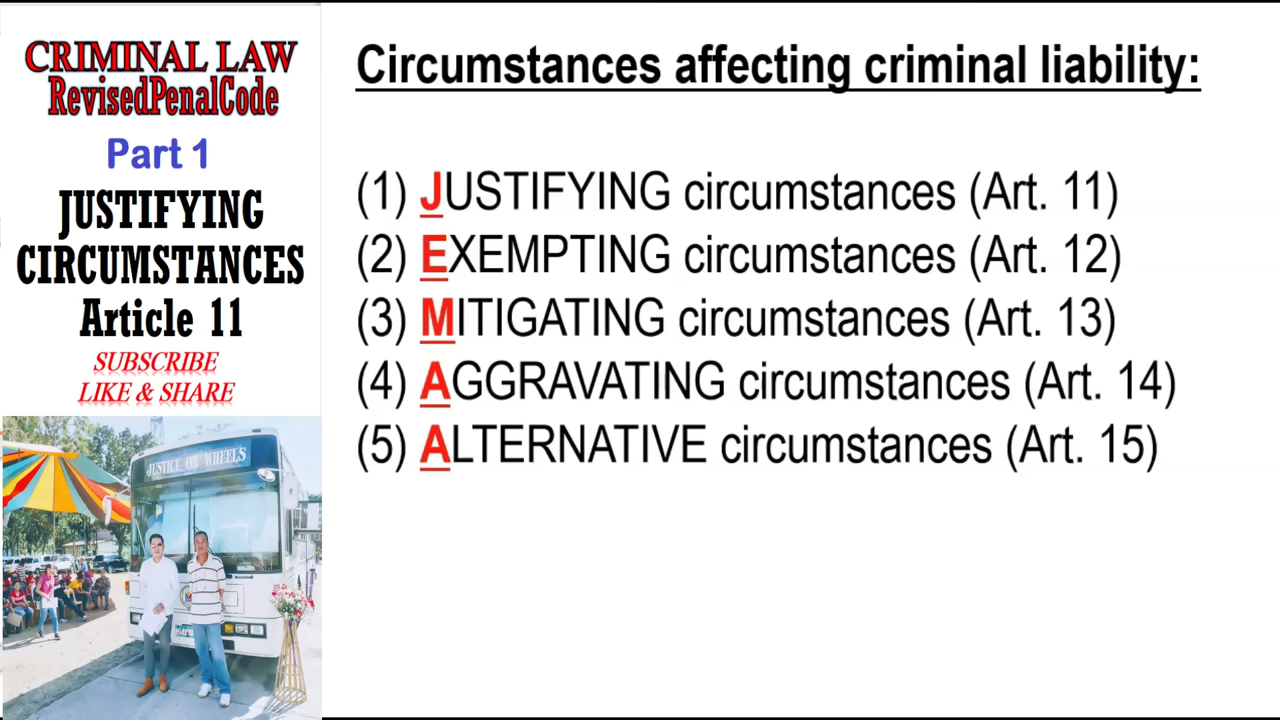 CRIMINAL LAW
RevisedPenalCode
Part 1
JUSTIFYING
CIRCUMSTANCES
Article 11
SUBSCRIBE
LIKE & SHARE
JUSTICE ON WHEELS
Circumstances affecting criminal liability:
(1) JUSTIFYING circumstances (Art. 11)
(2) EXEMPTING circumstances (Art. 12)
(3) MITIGATING circumstances (Art. 13)
(4) AGGRAVATING circumstances (Art. 14)
(5) ALTERNATIVE circumstances (Art. 15)